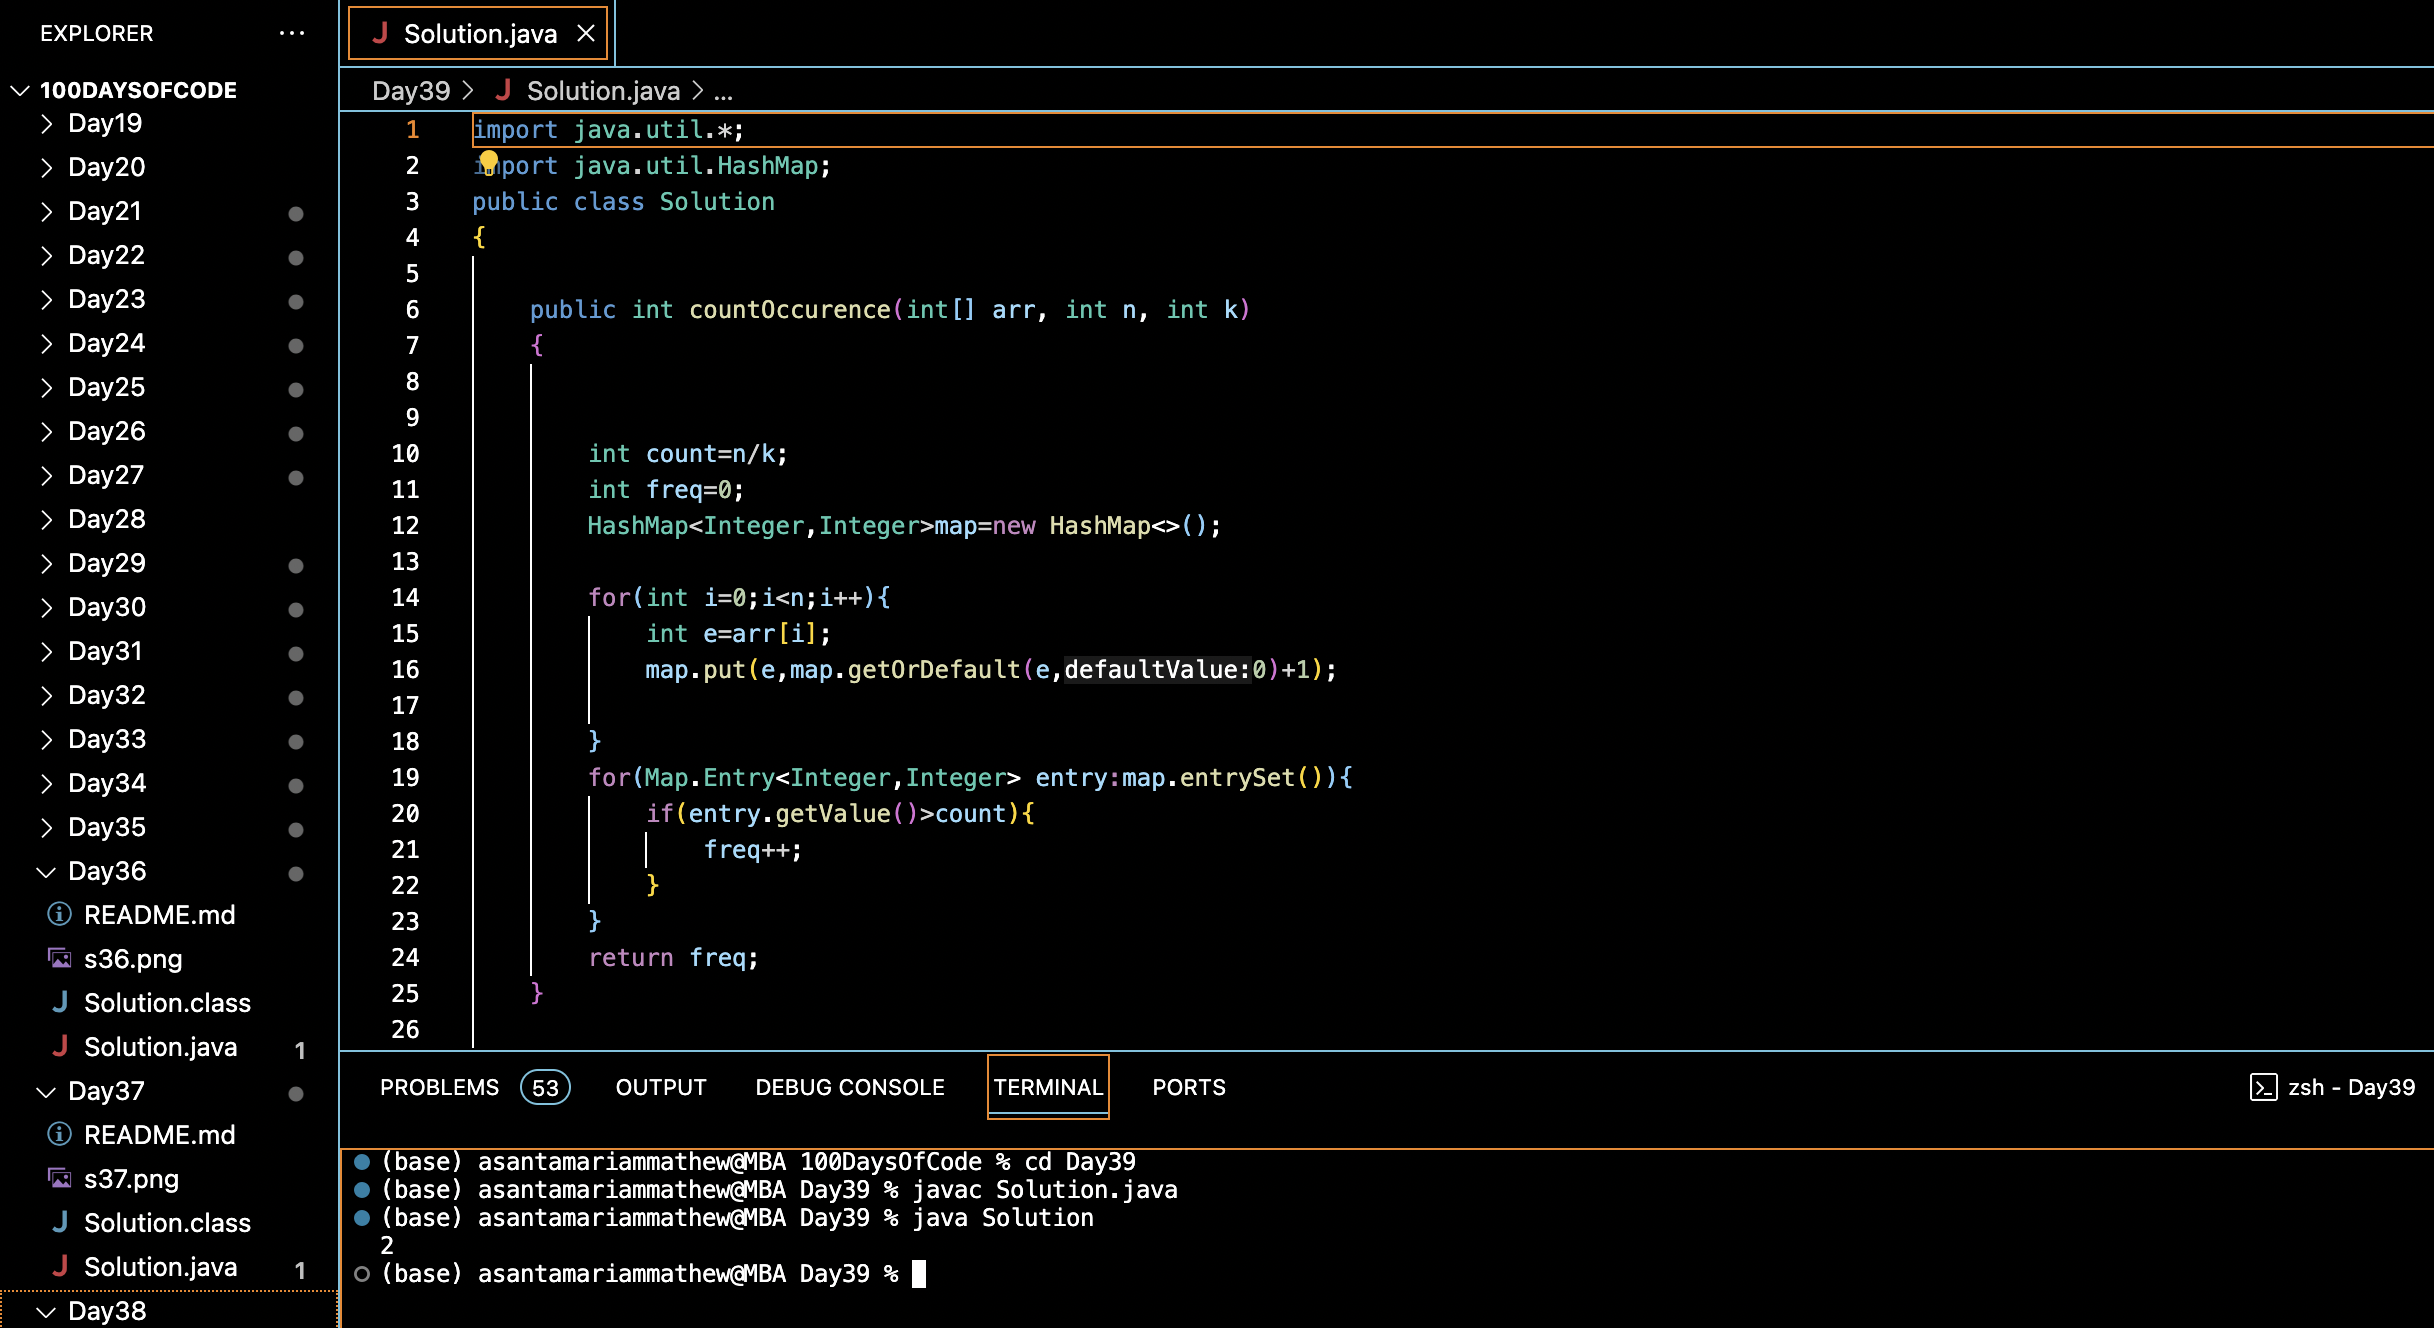 EXPLORER ...
100DAYSOFCODE
Day19
Day20
Day21
Day22
Day23
Day24
Day25
Day26
Day27
Day28
Day29
Day30
Day31
Day32
Day33
Day34
Day35
Day36
README.md
s36.png
Solution.class
Solution.java 1
Day37
README.md
s37.png
Solution.class
Solution.java 1
Day38
J Solution.java ×
Day39 > J Solution.java > ...
1 import java.util.*;
2 import java.util.HashMap;
3 public class Solution
4 {
5
6     public int countOccurence(int[] arr, int n, int k)
7     {
8
9
10         int count=n/k;
11         int freq=0;
12         HashMap<Integer,Integer>map=new HashMap<>();
13
14         for(int i=0;i<n;i++){
15             int e=arr[i];
16             map.put(e,map.getOrDefault(e,defaultValue:0)+1);
17
18         }
19         for(Map.Entry<Integer,Integer> entry:map.entrySet()){
20             if(entry.getValue()>count){
21                 freq++;
22             }
23         }
24         return freq;
25     }
26
PROBLEMS 53 OUTPUT DEBUG CONSOLE TERMINAL PORTS zsh - Day39
(base) asantamariammathew@MBA 100DaysOfCode % cd Day39
(base) asantamariammathew@MBA Day39 % javac Solution.java
(base) asantamariammathew@MBA Day39 % java Solution
2
(base) asantamariammathew@MBA Day39 %